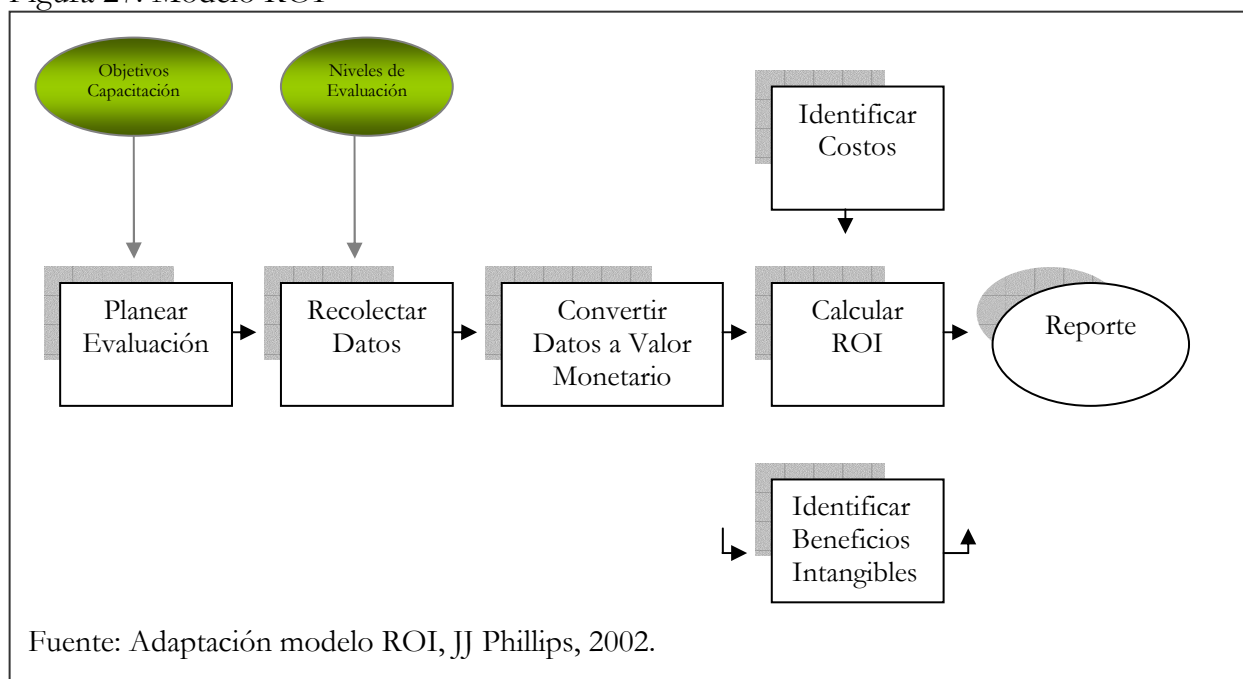 Figura 27. Modelo ROI
Objetivos
Capacitación
Niveles de
Evaluación
Identificar
Costos
Planear
Evaluación
Recolectar
Datos
Convertir
Datos a Valor
Monetario
Calcular
ROI
Reporte
Identificar
Beneficios
Intangibles
Fuente: Adaptación modelo ROI, JJ Phillips, 2002.